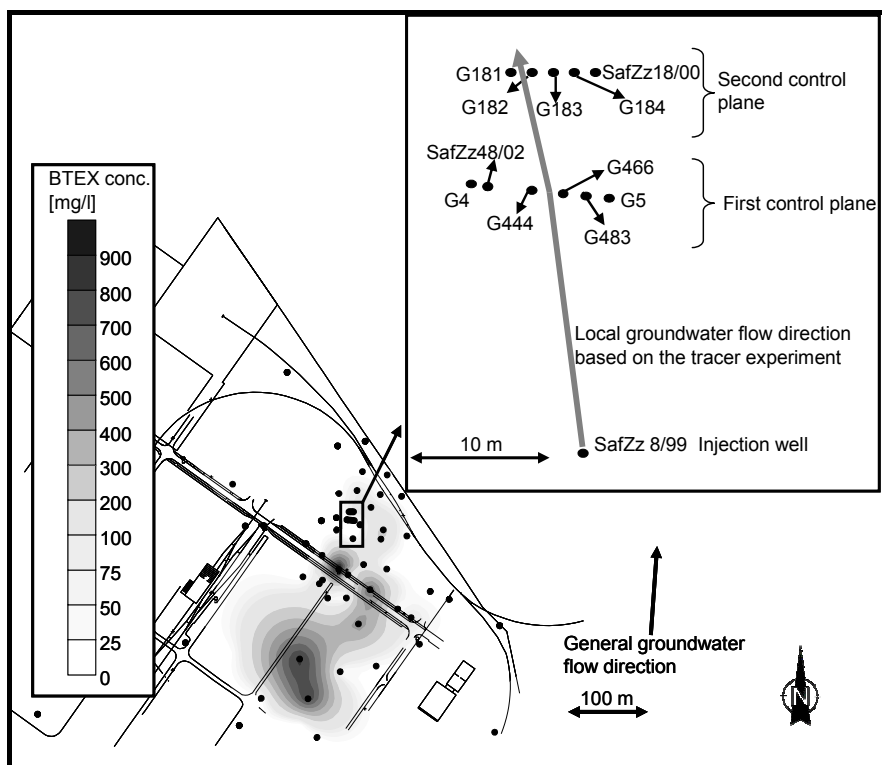 G181
SafZz18/00
G182
G183
G184
Second control
plane
SafZz48/02
G466
G4
G5
G444
G483
First control plane
Local groundwater flow direction
based on the tracer experiment
10 m
SafZz 8/99 Injection well
BTEX conc.
[mg/l]
900
800
700
600
500
400
300
200
100
75
50
25
0
General groundwater
flow direction
100 m
N